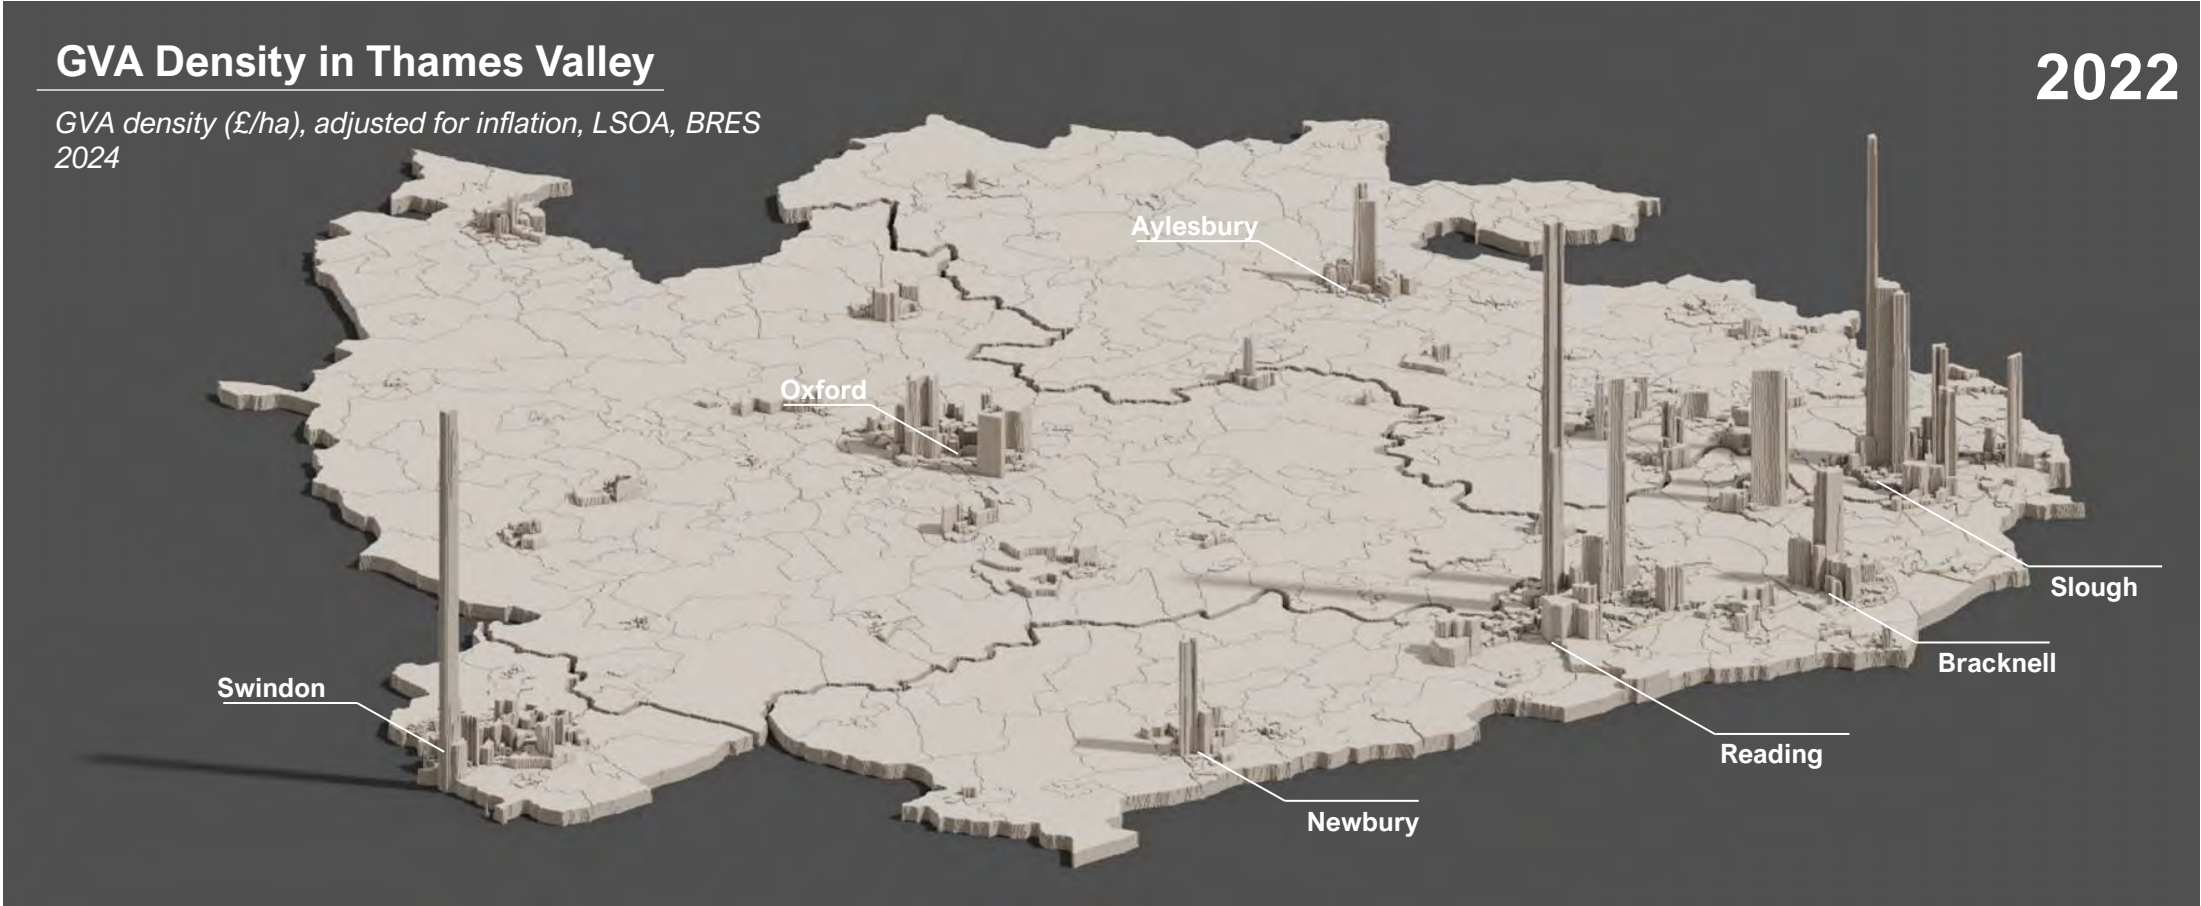 GVA Density in Thames Valley
2022
GVA density (£/ha), adjusted for inflation, LSOA, BRES
2024
Aylesbury
Oxford
Slough
Bracknell
Swindon
Reading
Newbury